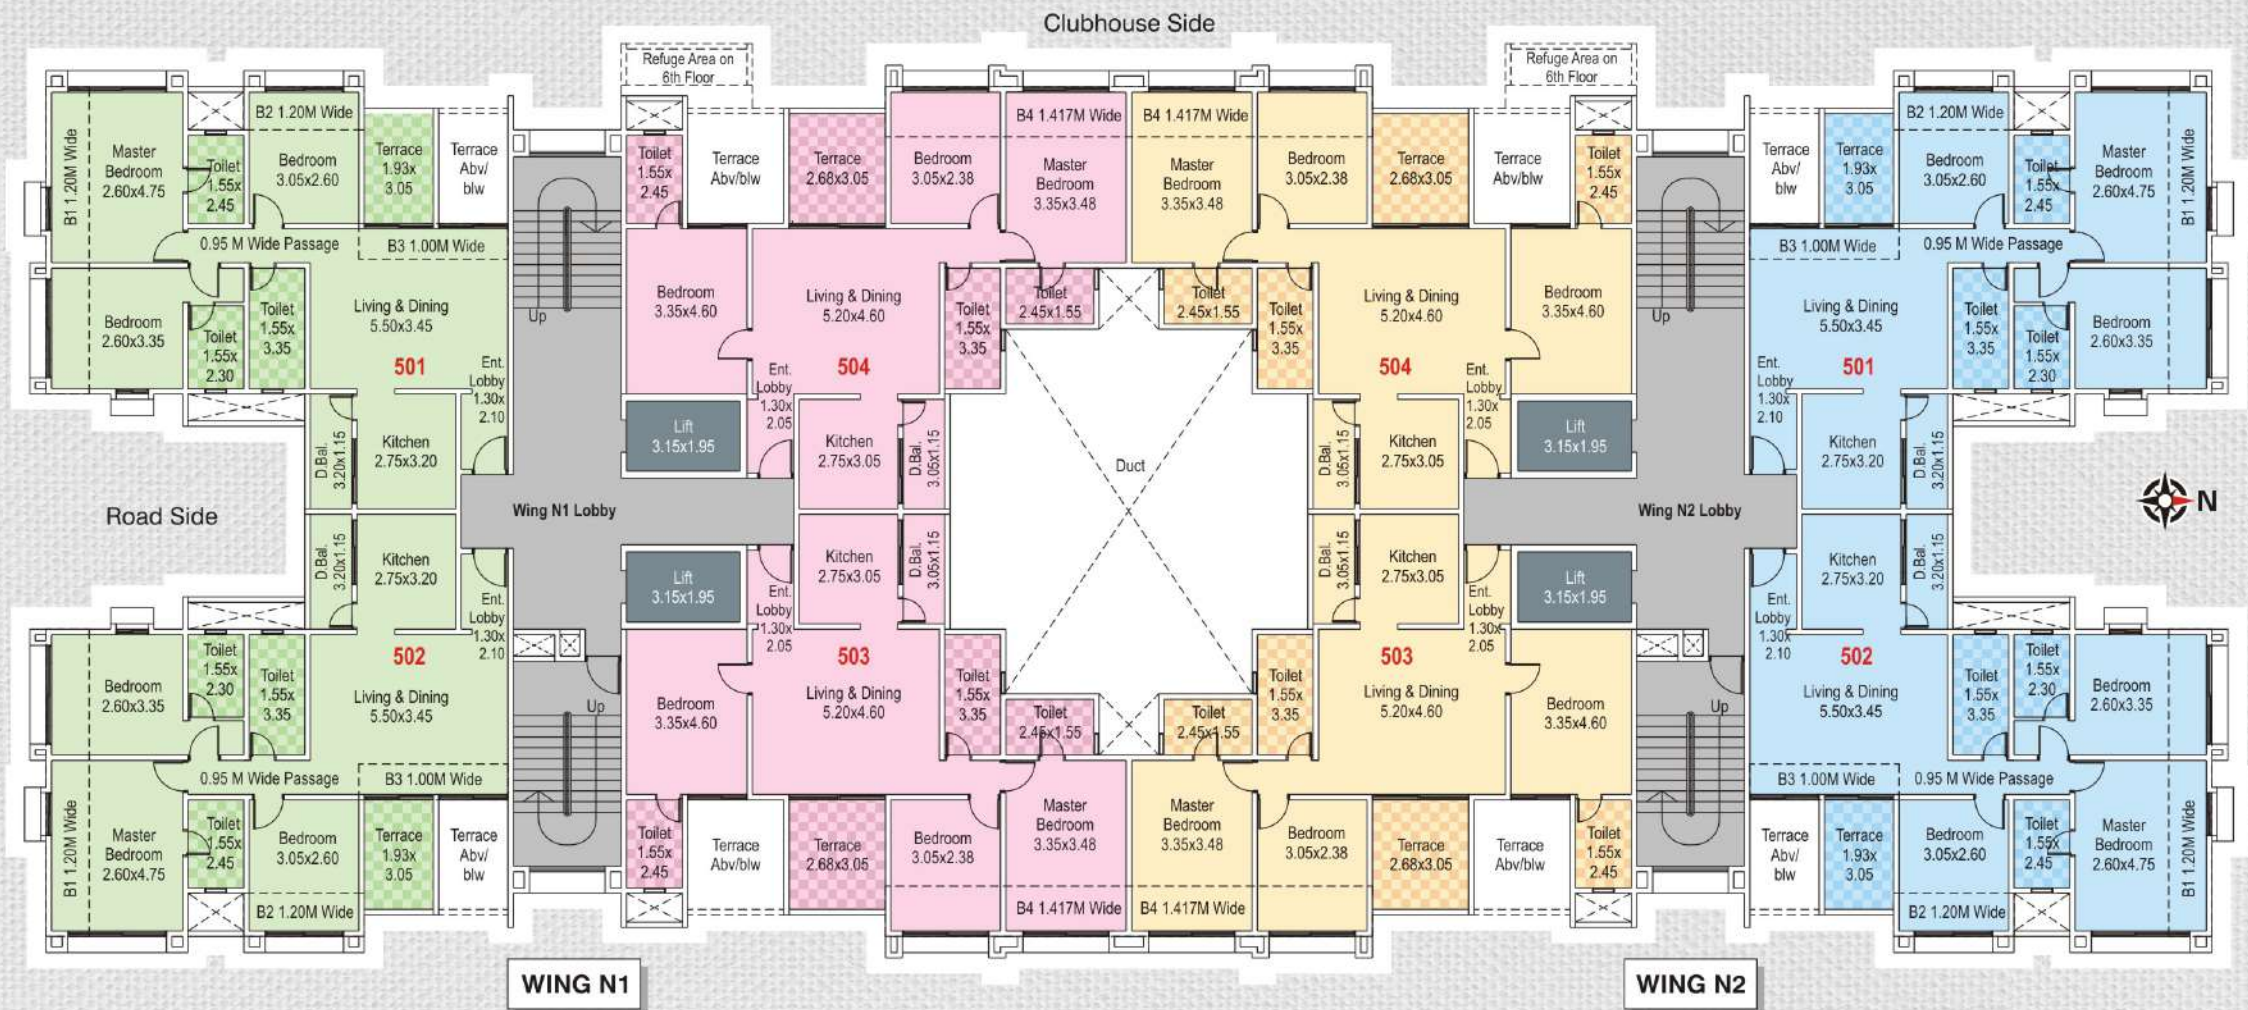 Clubhouse Side
Refuge Area on
6th Floor
Refuge Area on
6th Floor
B1 1.20M Wide
Master
Bedroom
2.60x4.75
Toilet
1.55x
2.45
B2 1.20M Wide
Bedroom
3.05x2.60
Terrace
1.93x
3.05
Terrace
Abv/
blw
0.95 M Wide Passage
B3 1.00M Wide
Bedroom
2.60x3.35
Toilet
1.55x
2.30
Toilet
1.55x
3.35
Living & Dining
5.50x3.45
501
Ent.
Lobby
1.30x
2.10
D.Bal.
3.20x1.15
Kitchen
2.75x3.20
Up
Toilet
1.55x
2.45
Terrace
Abv/blw
Terrace
2.68x3.05
Bedroom
3.05x2.38
B4 1.417M Wide
Master
Bedroom
3.35x3.48
Bedroom
3.35x4.60
Living & Dining
5.20x4.60
504
Toilet
1.55x
3.35
Toilet
2.45x1.55
Ent.
Lobby
1.30x
2.05
Lift
3.15x1.95
Kitchen
2.75x3.05
D.Bal.
3.05x1.15
B4 1.417M Wide
Master
Bedroom
3.35x3.48
Bedroom
3.05x2.38
Terrace
2.68x3.05
Terrace
Abv/blw
Toilet
1.55x
2.45
Toilet
2.45x1.55
Toilet
1.55x
3.35
Living & Dining
5.20x4.60
504
Bedroom
3.35x4.60
Ent.
Lobby
1.30x
2.05
D.Bal.
3.05x1.15
Kitchen
2.75x3.05
Lift
3.15x1.95
Up
Terrace
Abv/
blw
Terrace
1.93x
3.05
B2 1.20M Wide
Bedroom
3.05x2.60
Toilet
1.55x
2.45
Master
Bedroom
2.60x4.75
B1 1.20M Wide
B3 1.00M Wide
0.95 M Wide Passage
Living & Dining
5.50x3.45
501
Toilet
1.55x
3.35
Toilet
1.55x
2.30
Bedroom
2.60x3.35
Ent.
Lobby
1.30x
2.10
Kitchen
2.75x3.20
D.Bal.
3.20x1.15
Road Side
Wing N1 Lobby
Duct
Wing N2 Lobby
N
D.Bal.
3.20x1.15
Kitchen
2.75x3.20
Ent.
Lobby
1.30x
2.10
502
Living & Dining
5.50x3.45
Bedroom
2.60x3.35
Toilet
1.55x
2.30
Toilet
1.55x
3.35
0.95 M Wide Passage
B3 1.00M Wide
B1 1.20M Wide
Master
Bedroom
2.60x4.75
Toilet
1.55x
2.45
Bedroom
3.05x2.60
B2 1.20M Wide
Terrace
1.93x
3.05
Terrace
Abv/
blw
Up
Lift
3.15x1.95
Ent.
Lobby
1.30x
2.05
Kitchen
2.75x3.05
D.Bal.
3.05x1.15
503
Living & Dining
5.20x4.60
Bedroom
3.35x4.60
Toilet
1.55x
3.35
Toilet
2.45x1.55
Toilet
1.55x
2.45
Terrace
Abv/blw
Terrace
2.68x3.05
Bedroom
3.05x2.38
Master
Bedroom
3.35x3.48
B4 1.417M Wide
D.Bal.
3.05x1.15
Kitchen
2.75x3.05
Ent.
Lobby
1.30x
2.05
Lift
3.15x1.95
503
Living & Dining
5.20x4.60
Bedroom
3.35x4.60
Toilet
1.55x
3.35
Toilet
2.45x1.55
Master
Bedroom
3.35x3.48
B4 1.417M Wide
Bedroom
3.05x2.38
Terrace
2.68x3.05
Terrace
Abv/blw
Toilet
1.55x
2.45
Up
Ent.
Lobby
1.30x
2.10
Kitchen
2.75x3.20
D.Bal.
3.20x1.15
502
Living & Dining
5.50x3.45
Toilet
1.55x
3.35
Toilet
1.55x
2.30
Bedroom
2.60x3.35
B3 1.00M Wide
0.95 M Wide Passage
Terrace
Abv/
blw
Terrace
1.93x
3.05
Bedroom
3.05x2.60
B2 1.20M Wide
Toilet
1.55x
2.45
Master
Bedroom
2.60x4.75
B1 1.20M Wide
WING N1
WING N2